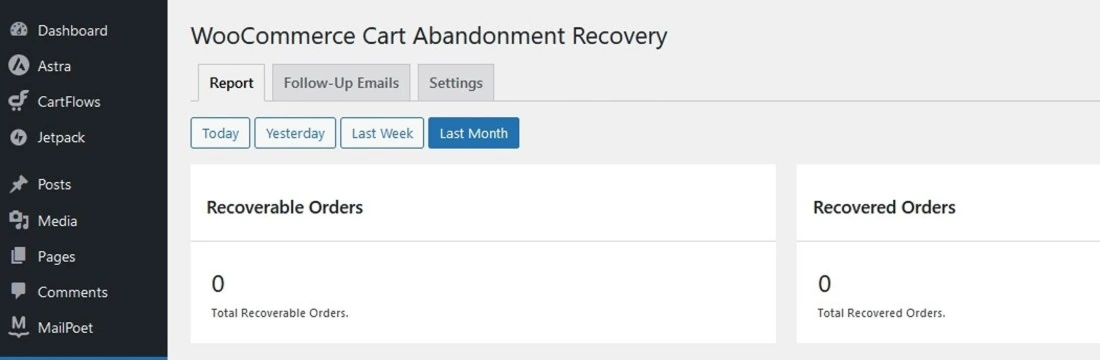 Dashboard
Astra
CartFlows
Jetpack
Posts
Media
Pages
Comments
MailPoet
WooCommerce Cart Abandonment Recovery
Report Follow-Up Emails Settings
Today Yesterday Last Week Last Month
Recoverable Orders
0
Total Recoverable Orders.
Recovered Orders
0
Total Recovered Orders.